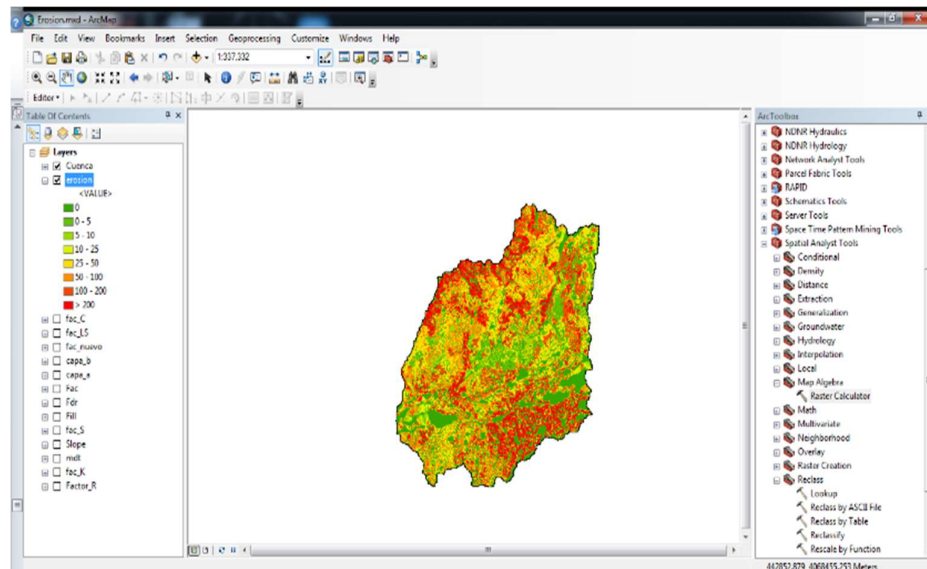 Erosion.mxd - ArcMap
File Edit View Bookmarks Insert Selection Geoprocessing Customize Windows Help
1:337.332
Editor
Table Of Contents
Layers
Cuenca
erosion
<VALUE>
0
0 - 5
5 - 10
10 - 25
25 - 50
50 - 100
100 - 200
> 200
fac_C
fac_LS
fac_nuevo
capa_b
capa_a
Fac
Fdr
Fill
fac_S
Slope
mdt
fac_K
Factor_R
ArcToolbox
NDNR Hydraulics
NDNR Hydrology
Network Analyst Tools
Parcel Fabric Tools
RAPID
Schematics Tools
Server Tools
Space Time Pattern Mining Tools
Spatial Analyst Tools
Conditional
Density
Distance
Extraction
Generalization
Groundwater
Hydrology
Interpolation
Local
Map Algebra
Raster Calculator
Math
Multivariate
Neighborhood
Overlay
Raster Creation
Reclass
Lookup
Reclass by ASCII File
Reclass by Table
Reclassify
Rescale by Function
442852,879 4068455,253 Meters